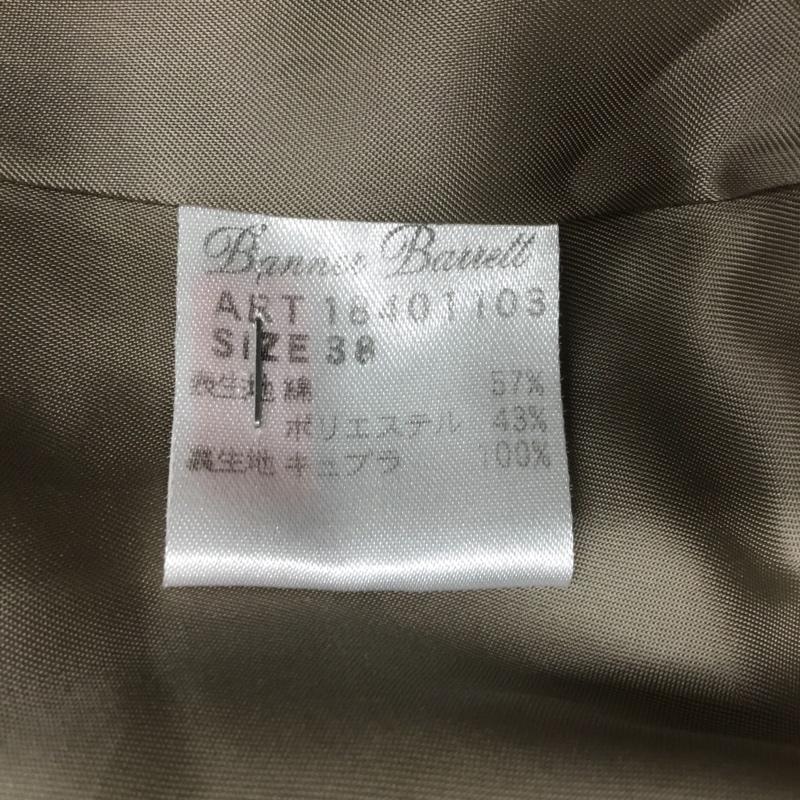 Banner Barrett
ART 18401103
SIZE 38
表生地 綿 57%
ポリエステル 43%
裏生地 キュプラ 100%